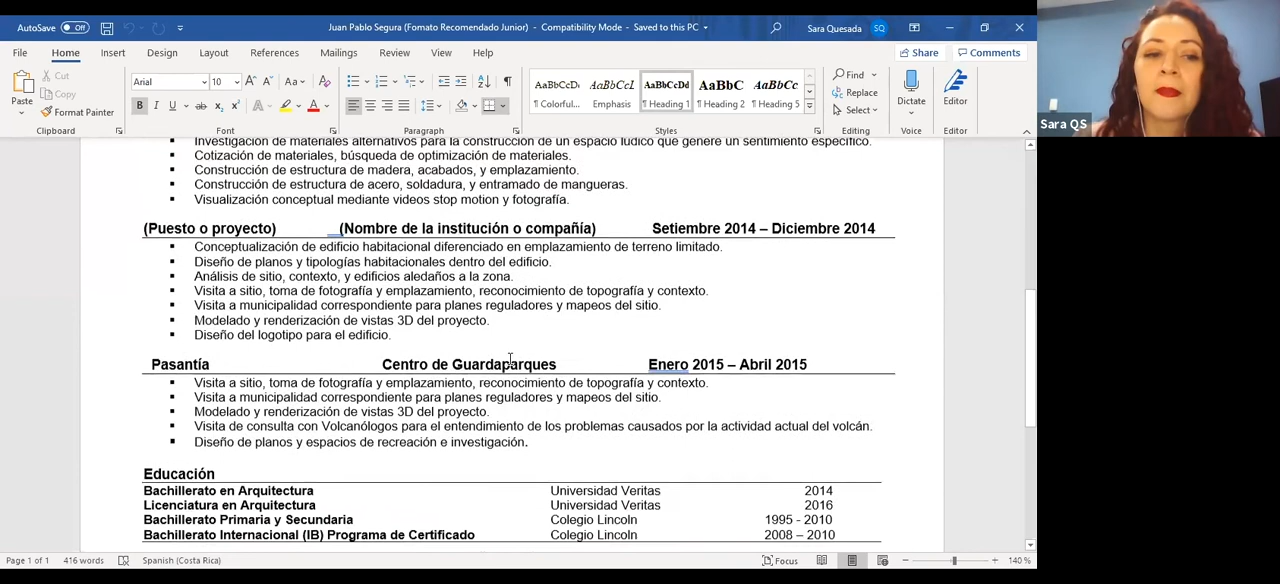 AutoSave Off Juan Pablo Segura (Fomato Recomendado Junior) - Compatibility Mode - Saved to this PC Sara Quesada SQ
File Home Insert Design Layout References Mailings Review View Help Share Comments
Paste Cut Copy Format Painter Clipboard
Arial 10 Font
Paragraph
AaBbCcDc AaBbCcL AaBbCcDd AaBbC AaBbCc
¶ Colorful... Emphasis ¶ Heading 1 ¶ Heading 2 ¶ Heading 5
Styles
Find Replace Select Editing
Dictate Voice
Editor Editor
Sara QS
Investigación de materiales alternativos para la construcción de un espacio lúdico que genere un sentimiento específico.
Cotización de materiales, búsqueda de optimización de materiales.
Construcción de estructura de madera, acabados, y emplazamiento.
Construcción de estructura de acero, soldadura, y entramado de mangueras.
Visualización conceptual mediante videos stop motion y fotografía.
(Puesto o proyecto) (Nombre de la institución o compañía) Setiembre 2014 – Diciembre 2014
Conceptualización de edificio habitacional diferenciado en emplazamiento de terreno limitado.
Diseño de planos y tipologías habitacionales dentro del edificio.
Análisis de sitio, contexto, y edificios aledaños a la zona.
Visita a sitio, toma de fotografía y emplazamiento, reconocimiento de topografía y contexto.
Visita a municipalidad correspondiente para planes reguladores y mapeos del sitio.
Modelado y renderización de vistas 3D del proyecto.
Diseño del logotipo para el edificio.
Pasantía Centro de Guardaparques Enero 2015 – Abril 2015
Visita a sitio, toma de fotografía y emplazamiento, reconocimiento de topografía y contexto.
Visita a municipalidad correspondiente para planes reguladores y mapeos del sitio.
Modelado y renderización de vistas 3D del proyecto.
Visita de consulta con Volcanólogos para el entendimiento de los problemas causados por la actividad actual del volcán.
Diseño de planos y espacios de recreación e investigación.
Educación
Bachillerato en Arquitectura Universidad Veritas 2014
Licenciatura en Arquitectura Universidad Veritas 2016
Bachillerato Primaria y Secundaria Colegio Lincoln 1995 - 2010
Bachillerato Internacional (IB) Programa de Certificado Colegio Lincoln 2008 – 2010
Page 1 of 1 416 words Spanish (Costa Rica) Focus 140 %